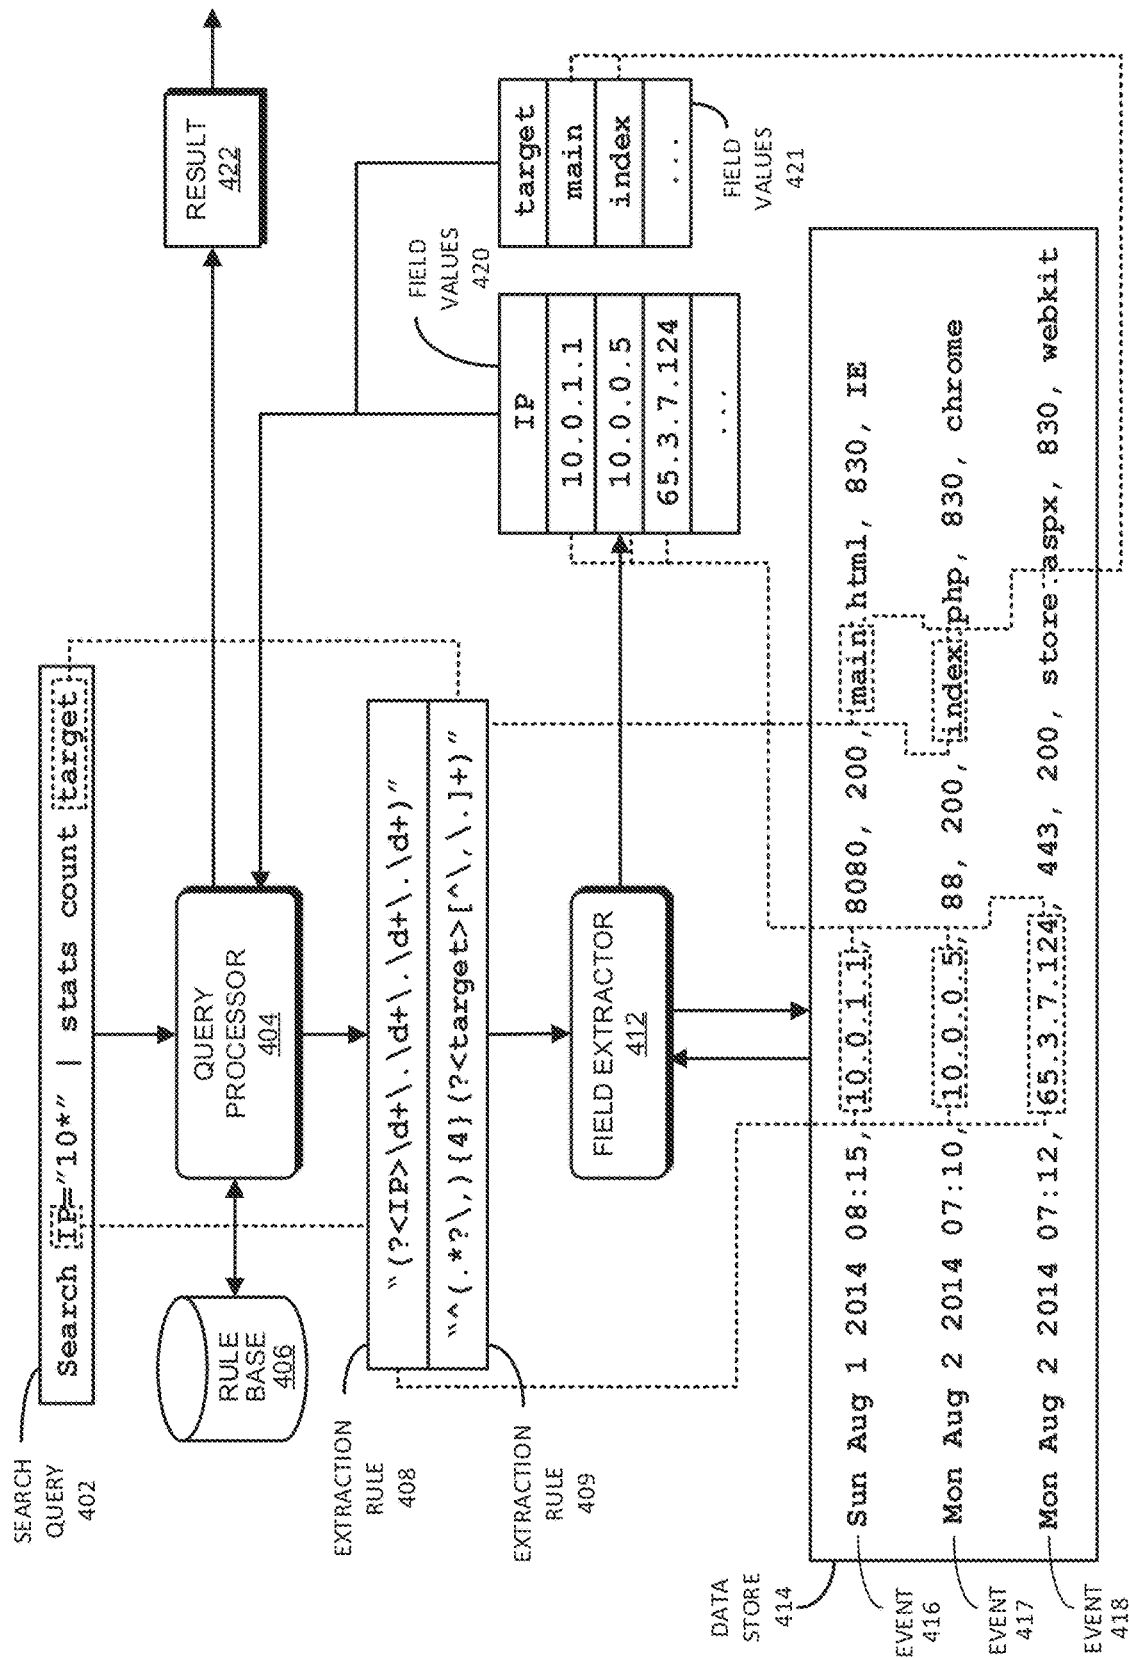 SEARCH
QUERY
402
Search IP="10*" | stats count target
RULE
BASE
406
QUERY
PROCESSOR
404
RESULT
422
EXTRACTION
RULE
408
"(?<IP>\d+\.\d+\.\d+\.\d+)"
"^(.*?\,){4}(?<target>[^\,\.]+)"
EXTRACTION
RULE
409
FIELD
VALUES
420
IP
10.0.1.1
10.0.0.5
65.3.7.124
...
target
main
index
...
FIELD
VALUES
421
FIELD EXTRACTOR
412
DATA
STORE
414
Sun Aug 1 2014 08:15, 10.0.1.1, 8080, 200, main.html, 830, IE
Mon Aug 2 2014 07:10, 10.0.0.5, 88, 200, index.php, 830, chrome
Mon Aug 2 2014 07:12, 65.3.7.124, 443, 200, store.aspx, 830, webkit
EVENT
416
EVENT
417
EVENT
418